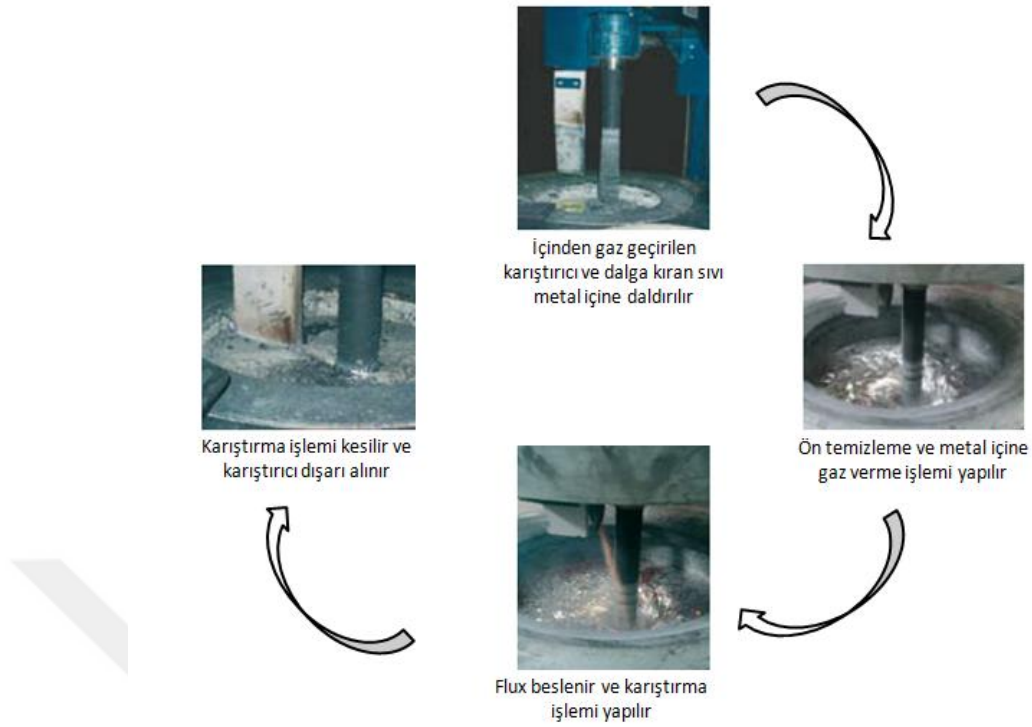 İçinden gaz geçirilen
karıştırıcı ve dalga kıran sıvı
metal içine daldırılır
Ön temizleme ve metal içine
gaz verme işlemi yapılır
Flux beslenir ve karıştırma
işlemi yapılır
Karıştırma işlemi kesilir ve
karıştırıcı dışarı alınır